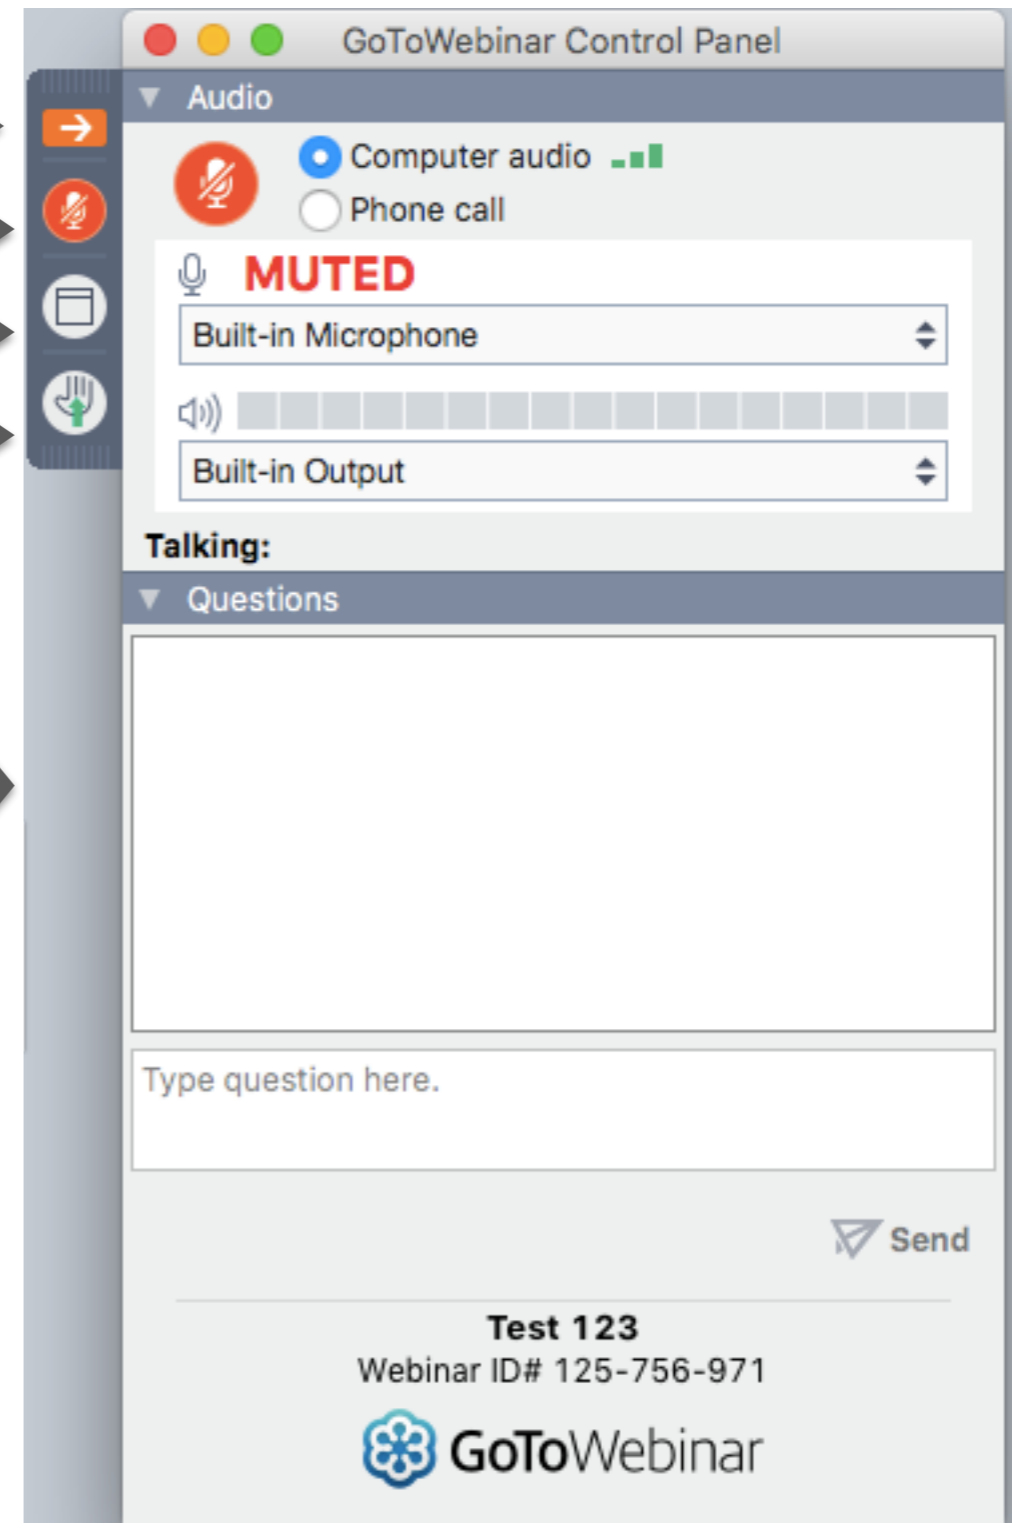 GoToWebinar Control Panel
Audio
Computer audio
Phone call
MUTED
Built-in Microphone
Built-in Output
Talking:
Questions
Type question here.
Send
Test 123
Webinar ID# 125-756-971
GoToWebinar